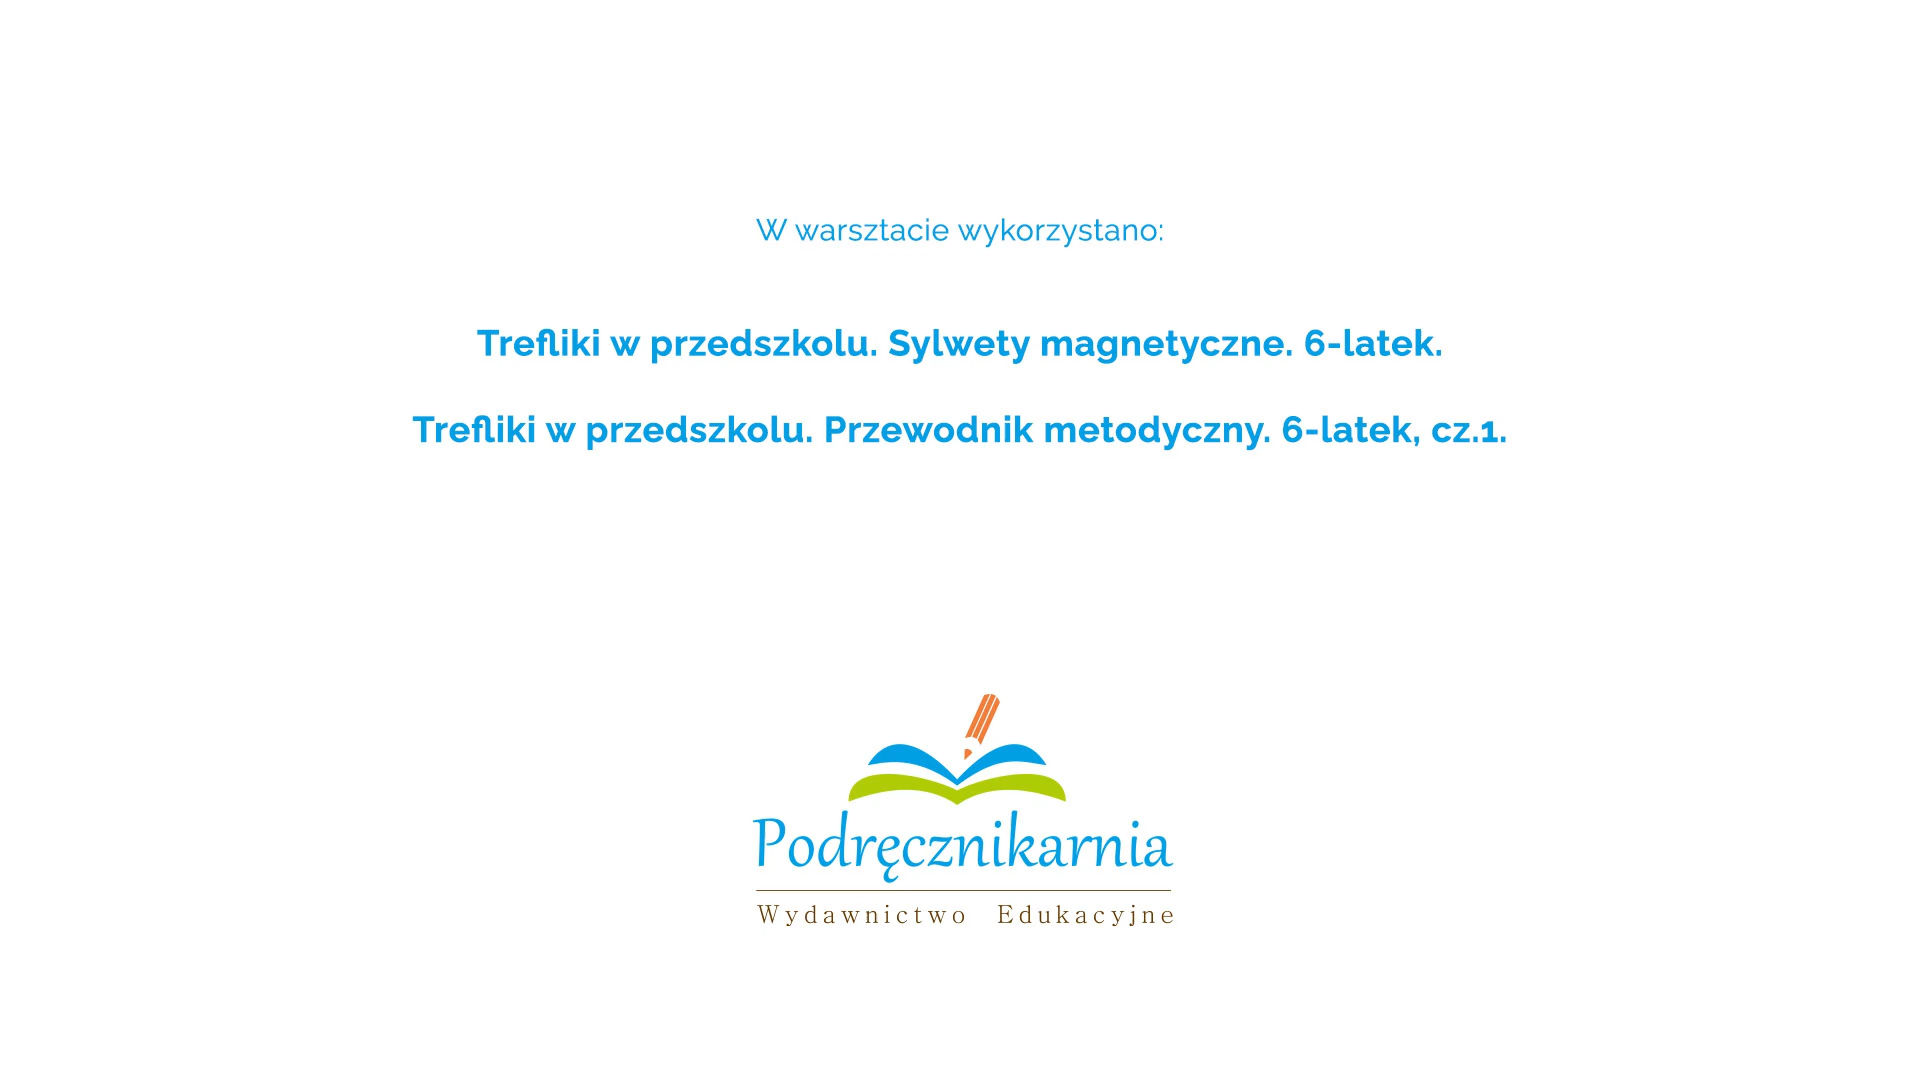 W warsztacie wykorzystano:
Trefliki w przedszkolu. Sylwety magnetyczne. 6-latek.
Trefliki w przedszkolu. Przewodnik metodyczny. 6-latek, cz.1.
Podręcznikarnia
Wydawnictwo Edukacyjne